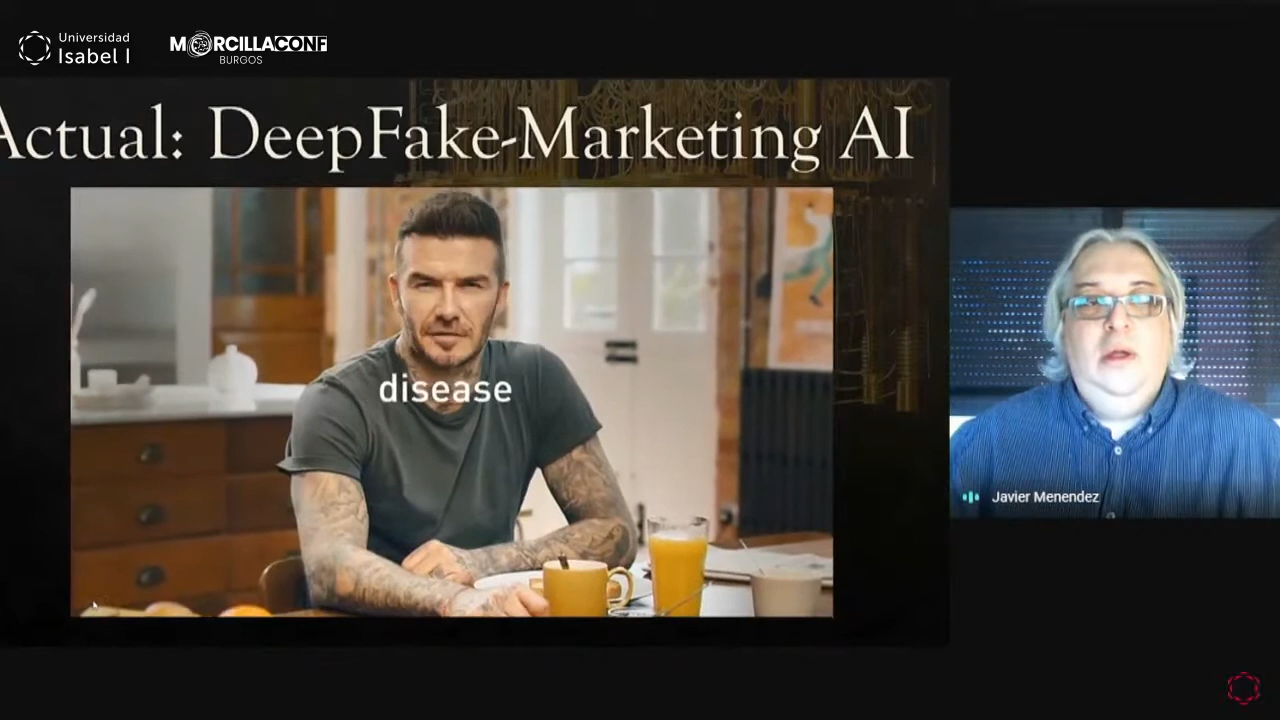 Universidad
Isabel I
MORCILLACONF
BURGOS
Actual: DeepFake-Marketing AI
disease
Javier Menendez